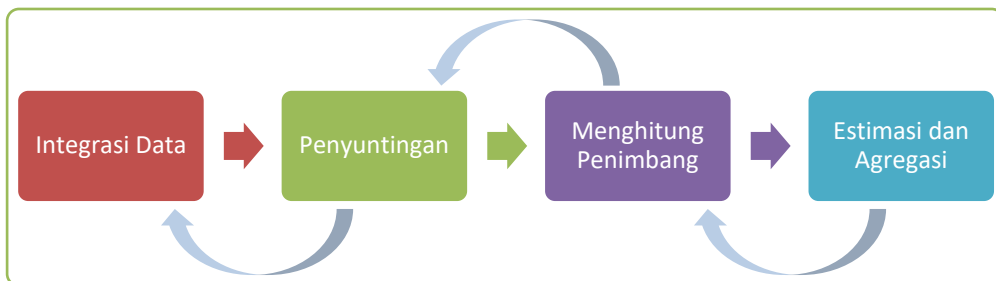 Integrasi Data
Penyuntingan
Menghitung
Penimbang
Estimasi dan
Agregasi